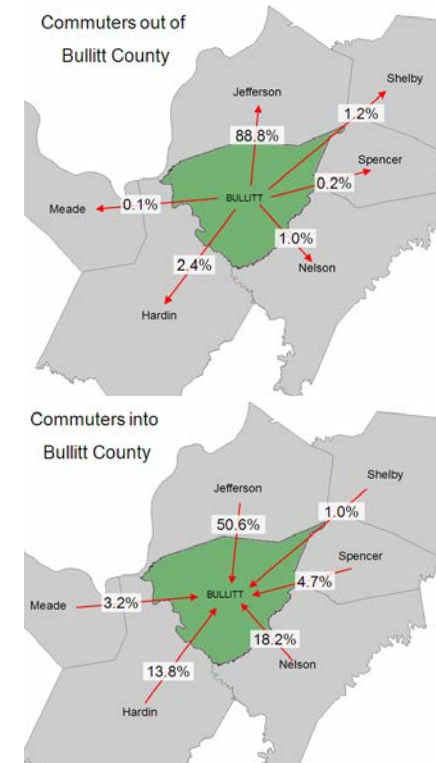 Commuters out of
Bullitt County
Shelby
Jefferson
1.2%
88.8%
Spencer
0.2%
BULLITT
0.1%
Meade
1.0%
Nelson
2.4%
Hardin
Commuters into
Bullitt County
Shelby
Jefferson
1.0%
50.6%
Spencer
4.7%
BULLITT
3.2%
Meade
18.2%
Nelson
13.8%
Hardin